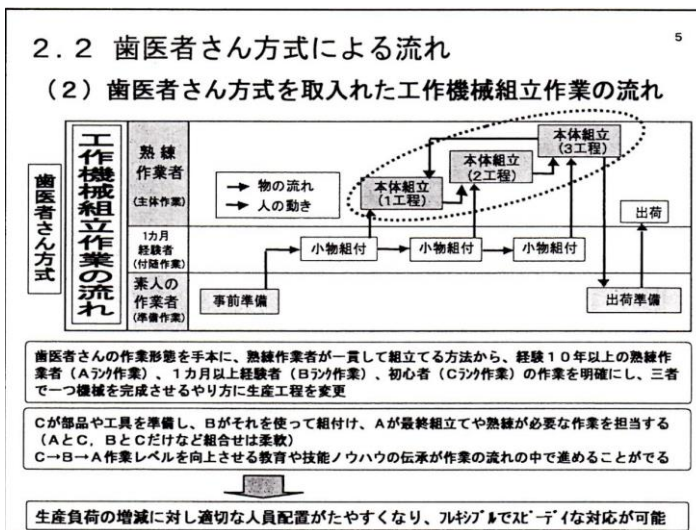 5
2.2 歯医者さん方式による流れ
(2)歯医者さん方式を取入れた工作機械組立作業の流れ
歯医者さん方式
工作機械組立作業の流れ
熟練
作業者
(主体作業)
1カ月
経験者
(付随作業)
素人の
作業者
(準備作業)
物の流れ
人の動き
本体組立
(1工程)
本体組立
(2工程)
本体組立
(3工程)
小物組付
小物組付
小物組付
出荷
事前準備
出荷準備
歯医者さんの作業形態を手本に、熟練作業者が一貫して組立てる方法から、経験10年以上の熟練作
業者(Aランク作業)、1カ月以上経験者(Bランク作業)、初心者(Cランク作業)の作業を明確にし、三者
で一つ機械を完成させるやり方に生産工程を変更
Cが部品や工具を準備し、Bがそれを使って組付け、Aが最終組立てや熟練が必要な作業を担当する
(AとC, BとCだけなど組合せは柔軟)
C→B→A作業レベルを向上させる教育や技能ノウハウの伝承が作業の流れの中で進めることがでる
生産負荷の増減に対し適切な人員配置がたやすくなり、フレキシブルでスピーディな対応が可能